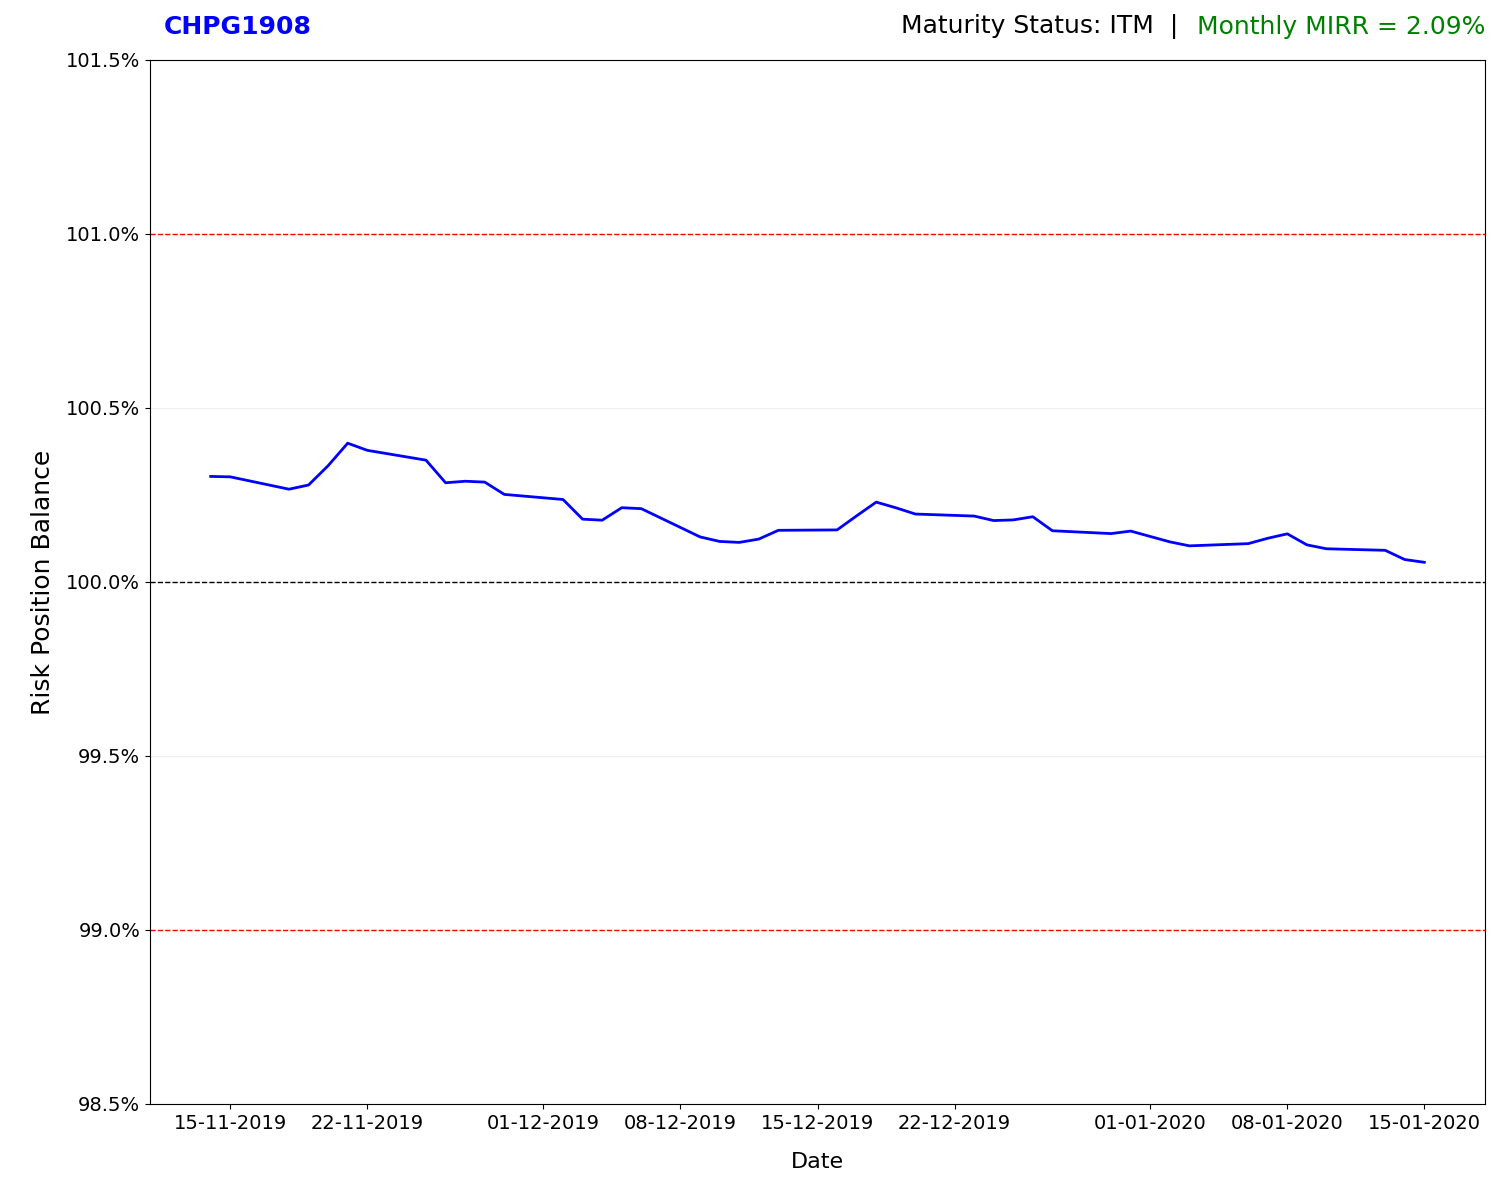 CHPG1908
Maturity Status: ITM | Monthly MIRR = 2.09%
101.5%
101.0%
100.5%
100.0%
99.5%
99.0%
98.5%
Risk Position Balance
15-11-2019 22-11-2019 01-12-2019 08-12-2019 15-12-2019 22-12-2019 01-01-2020 08-01-2020 15-01-2020
Date